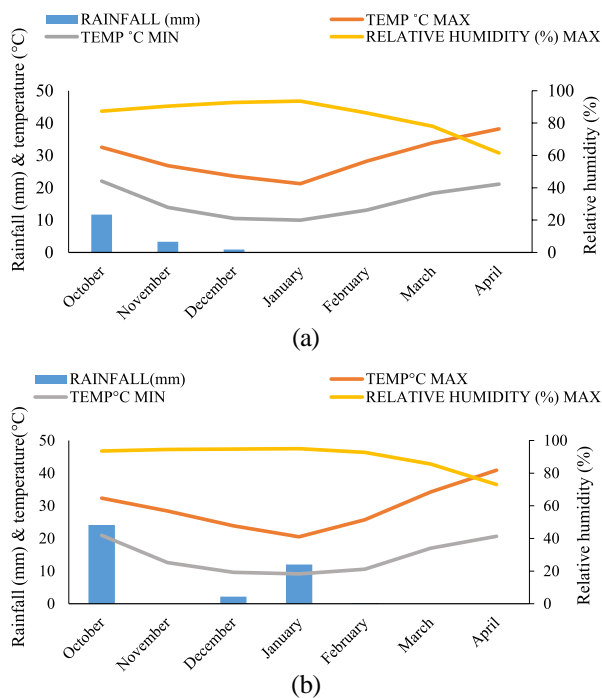 RAINFALL (mm) TEMP ˚C MAX
TEMP ˚C MIN RELATIVE HUMIDITY (%) MAX
Rainfall (mm) & temperature (°C)
50
40
30
20
10
0
100
80
60
40
20
0
Relative humidity (%)
October
November
December
January
February
March
April
(a)
RAINFALL(mm) TEMP°C MAX
TEMP°C MIN RELATIVE HUMIDITY (%) MAX
Rainfall (mm) & temperature(°C)
50
40
30
20
10
0
100
80
60
40
20
0
Relative humidity (%)
October
November
December
January
February
March
April
(b)